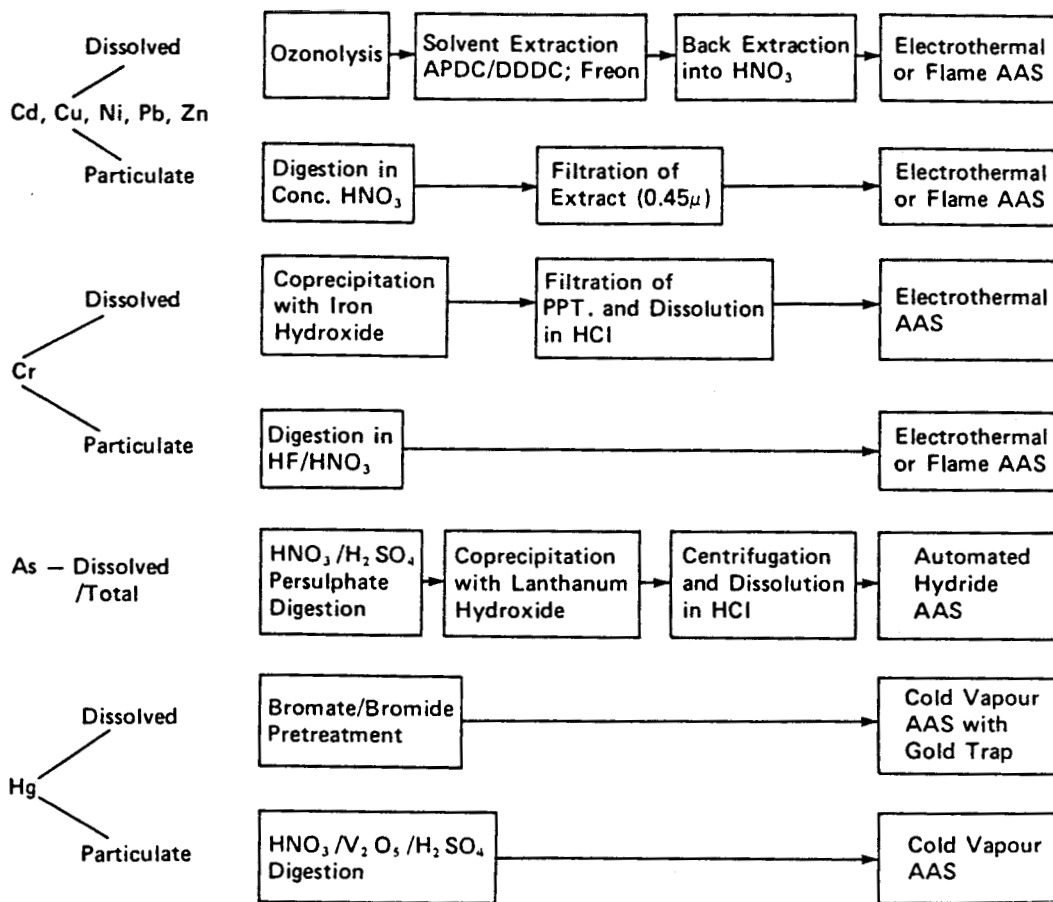 Dissolved
Cd, Cu, Ni, Pb, Zn
Particulate
Ozonolysis
Solvent Extraction
APDC/DDDC; Freon
Back Extraction
into HNO₃
Electrothermal
or Flame AAS
Digestion in
Conc. HNO₃
Filtration of
Extract (0.45μ)
Electrothermal
or Flame AAS
Cr
Dissolved
Coprecipitation
with Iron
Hydroxide
Filtration of
PPT. and Dissolution
in HCl
Electrothermal
AAS
Particulate
Digestion in
HF/HNO₃
Electrothermal
or Flame AAS
As – Dissolved
/Total
HNO₃/H₂SO₄
Persulphate
Digestion
Coprecipitation
with Lanthanum
Hydroxide
Centrifugation
and Dissolution
in HCl
Automated
Hydride
AAS
Hg
Dissolved
Bromate/Bromide
Pretreatment
Cold Vapour
AAS with
Gold Trap
Particulate
HNO₃/V₂O₅/H₂SO₄
Digestion
Cold Vapour
AAS